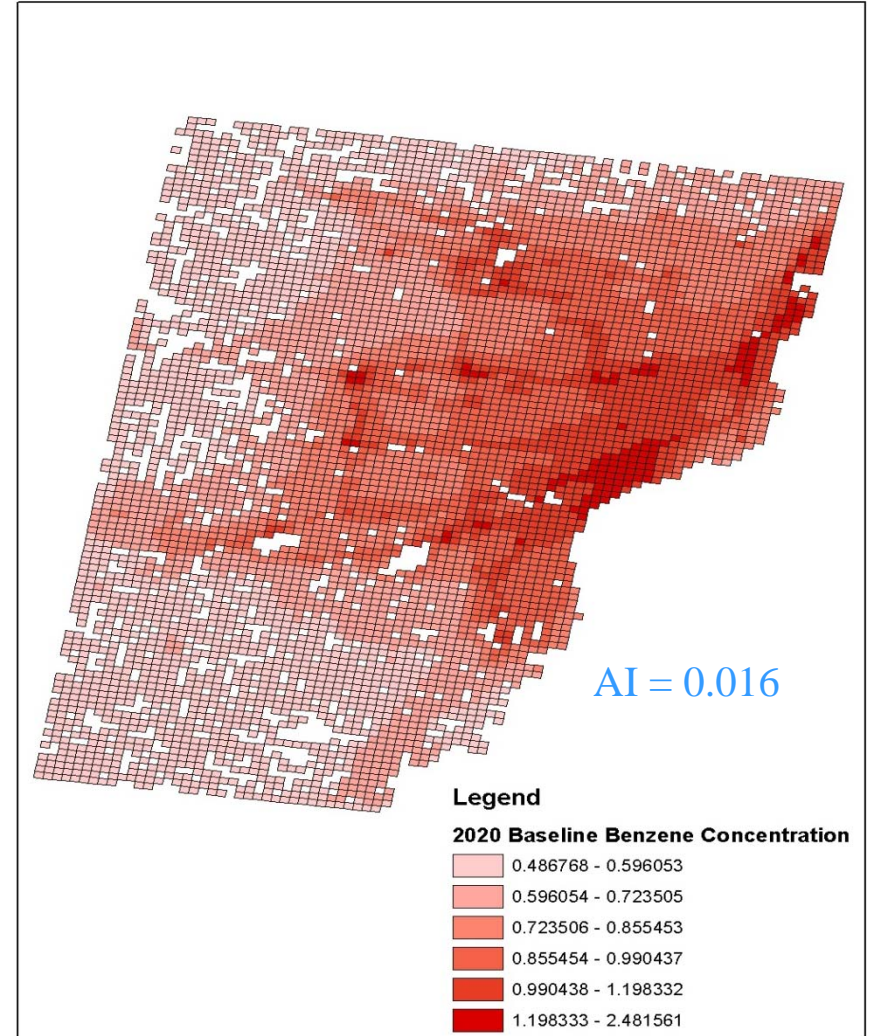 AI = 0.016
Legend
2020 Baseline Benzene Concentration
0.486768 - 0.596053
0.596054 - 0.723505
0.723506 - 0.855453
0.855454 - 0.990437
0.990438 - 1.198332
1.198333 - 2.481561